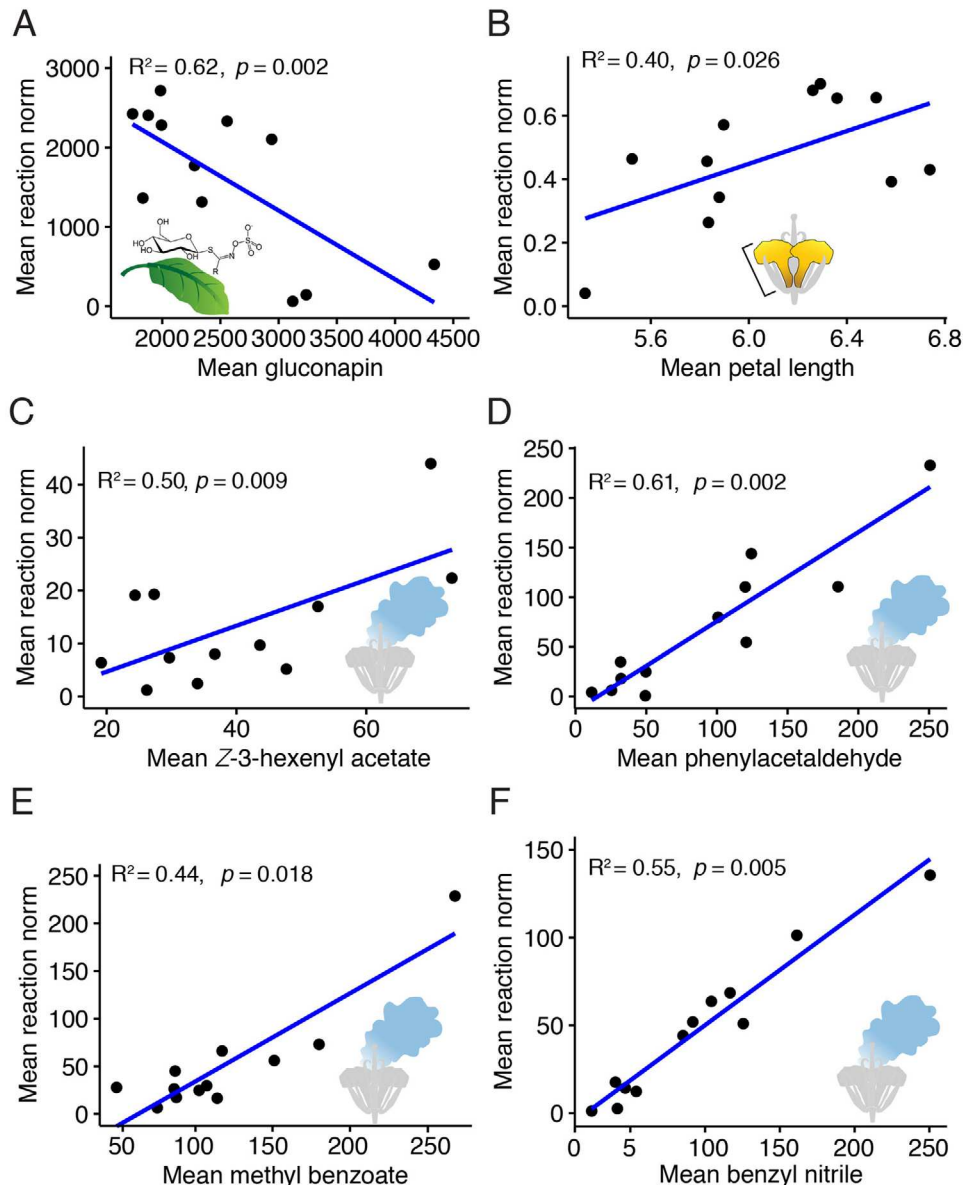 A
R² = 0.62, p = 0.002
Mean reaction norm
3000
2000
1000
0
HO
OH
O
HO
HO
OH
S
N
R
O
S
O
O
O⁻
2000 2500 3000 3500 4000 4500
Mean gluconapin
B
R² = 0.40, p = 0.026
Mean reaction norm
0.6
0.4
0.2
0.0
5.6 6.0 6.4 6.8
Mean petal length
C
R² = 0.50, p = 0.009
Mean reaction norm
40
30
20
10
0
20 40 60
Mean Z-3-hexenyl acetate
D
R² = 0.61, p = 0.002
Mean reaction norm
250
200
150
100
50
0
0 50 100 150 200 250
Mean phenylacetaldehyde
E
R² = 0.44, p = 0.018
Mean reaction norm
250
200
150
100
50
0
50 100 150 200 250
Mean methyl benzoate
F
R² = 0.55, p = 0.005
Mean reaction norm
150
100
50
0
0 5 100 150 200 250
Mean benzyl nitrile